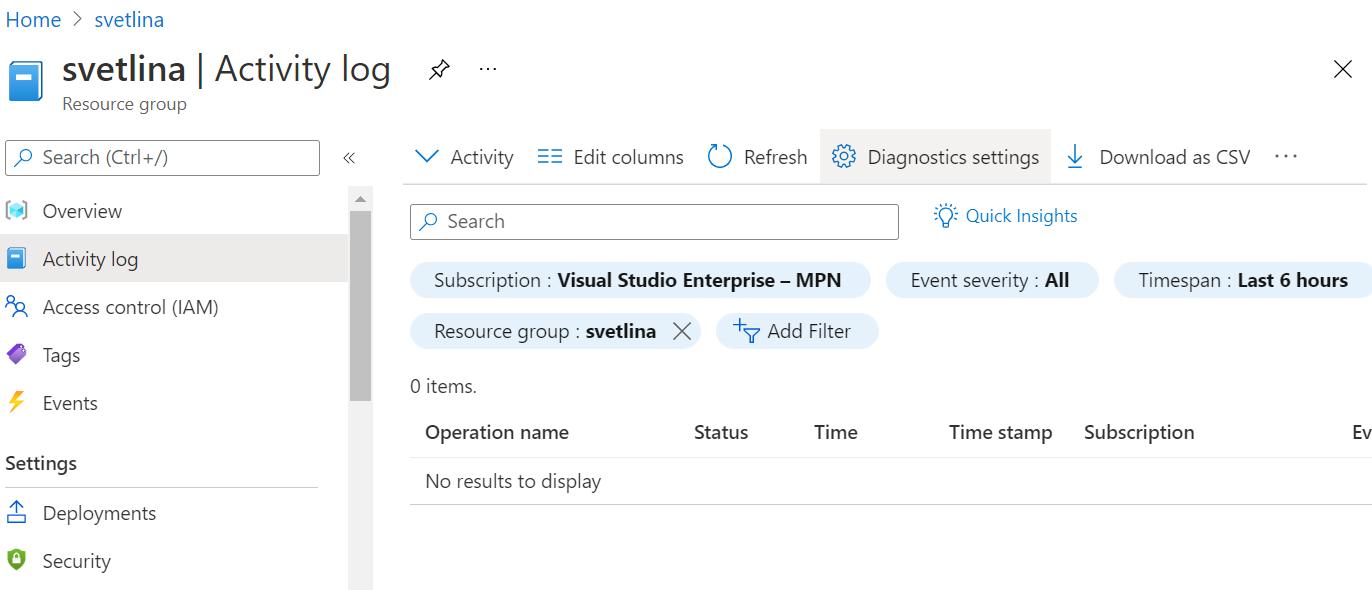 Home > svetlina
svetlina | Activity log ...
Resource group
Search (Ctrl+/) «
Overview
Activity log
Access control (IAM)
Tags
Events
Settings
Deployments
Security
Activity Edit columns Refresh Diagnostics settings Download as CSV ...
Search Quick Insights
Subscription : Visual Studio Enterprise – MPN Event severity : All Timespan : Last 6 hours
Resource group : svetlina Add Filter
0 items.
Operation name Status Time Time stamp Subscription Ev
No results to display